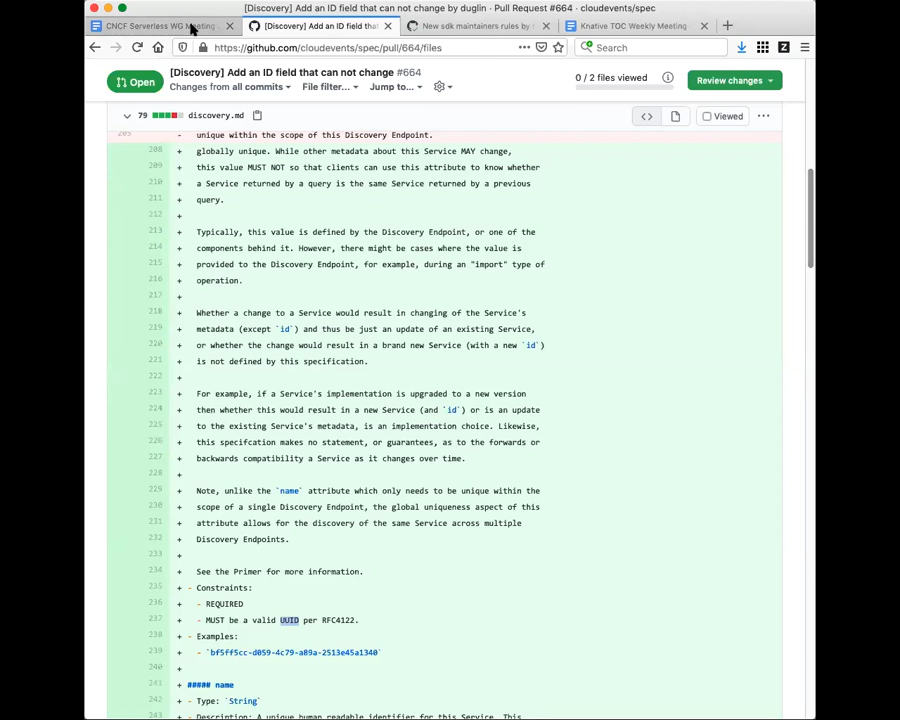 [Discovery] Add an ID field that can not change by duglin · Pull Request #664 · cloudevents/spec
CNCF Serverless WG Meeting
[Discovery] Add an ID field that
New sdk maintainers rules by
Knative TOC Weekly Meeting
https://github.com/cloudevents/spec/pull/664/files
Search
Open
[Discovery] Add an ID field that can not change #664
Changes from all commits
File filter...
Jump to...
0 / 2 files viewed
Review changes
79 discovery.md
Viewed
205 - unique within the scope of this Discovery Endpoint.
208 + globally unique. While other metadata about this Service MAY change,
209 + this value MUST NOT so that clients can use this attribute to know whether
210 + a Service returned by a query is the same Service returned by a previous
211 + query.
212 +
213 + Typically, this value is defined by the Discovery Endpoint, or one of the
214 + components behind it. However, there might be cases where the value is
215 + provided to the Discovery Endpoint, for example, during an "import" type of
216 + operation.
217 +
218 + Whether a change to a Service would result in changing of the Service's
219 + metadata (except `id`) and thus be just an update of an existing Service,
220 + or whether the change would result in a brand new Service (with a new `id`)
221 + is not defined by this specification.
222 +
223 + For example, if a Service's implementation is upgraded to a new version
224 + then whether this would result in a new Service (and `id`) or is an update
225 + to the existing Service's metadata, is an implementation choice. Likewise,
226 + this specifcation makes no statement, or guarantees, as to the forwards or
227 + backwards compatibility a Service as it changes over time.
228 +
229 + Note, unlike the `name` attribute which only needs to be unique within the
230 + scope of a single Discovery Endpoint, the global uniqueness aspect of this
231 + attribute allows for the discovery of the same Service across multiple
232 + Discovery Endpoints.
233 +
234 + See the Primer for more information.
235 + - Constraints:
236 + - REQUIRED
237 + - MUST be a valid UUID per RFC4122.
238 + - Examples:
239 + - `bf5ff5cc-d059-4c79-a89a-2513e45a1340`
240 +
241 + ##### name
242 + - Type: `String`
243 + - Description: A unique human readable identifier for this Service. This